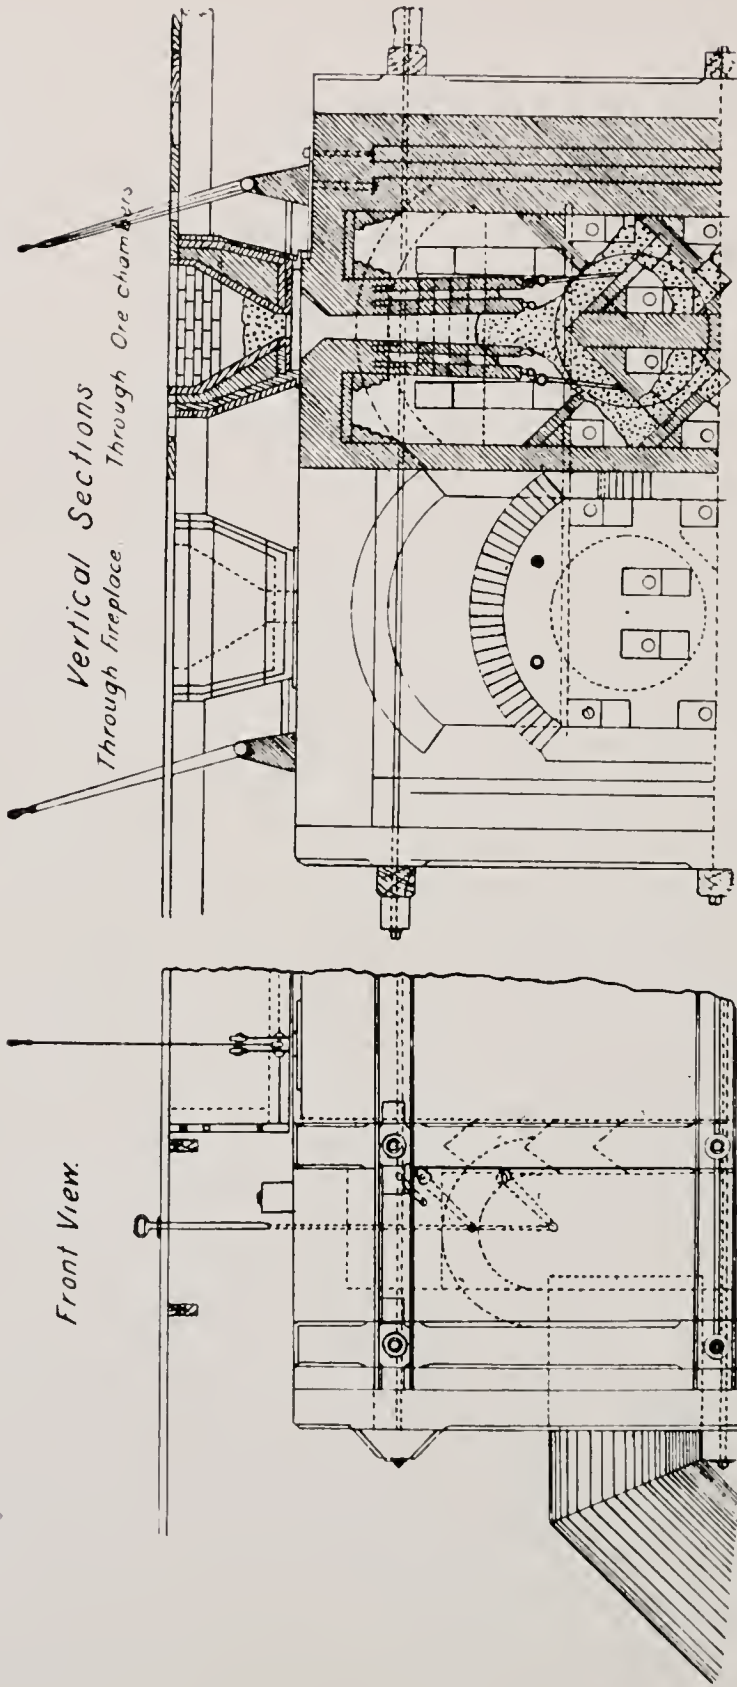 Vertical Sections
Through Fireplace. Through Ore chambers
Front View.